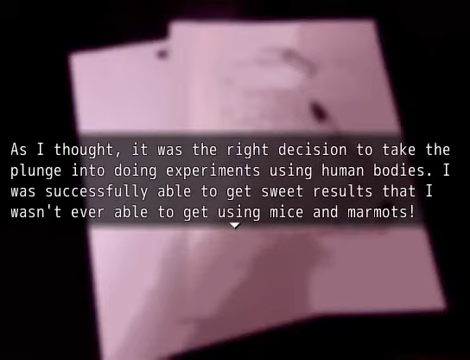 As I thought, it was the right decision to take the
plunge into doing experiments using human bodies. I
was successfully able to get sweet results that I
wasn't ever able to get using mice and marmots!